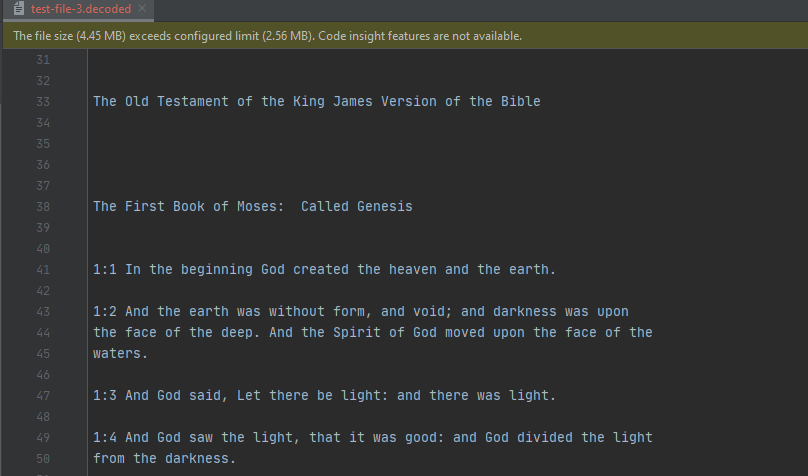 test-file-3.decoded
The file size (4.45 MB) exceeds configured limit (2.56 MB). Code insight features are not available.
31
32
33 The Old Testament of the King James Version of the Bible
34
35
36
37
38 The First Book of Moses:  Called Genesis
39
40
41 1:1 In the beginning God created the heaven and the earth.
42
43 1:2 And the earth was without form, and void; and darkness was upon
44 the face of the deep. And the Spirit of God moved upon the face of the
45 waters.
46
47 1:3 And God said, Let there be light: and there was light.
48
49 1:4 And God saw the light, that it was good: and God divided the light
50 from the darkness.